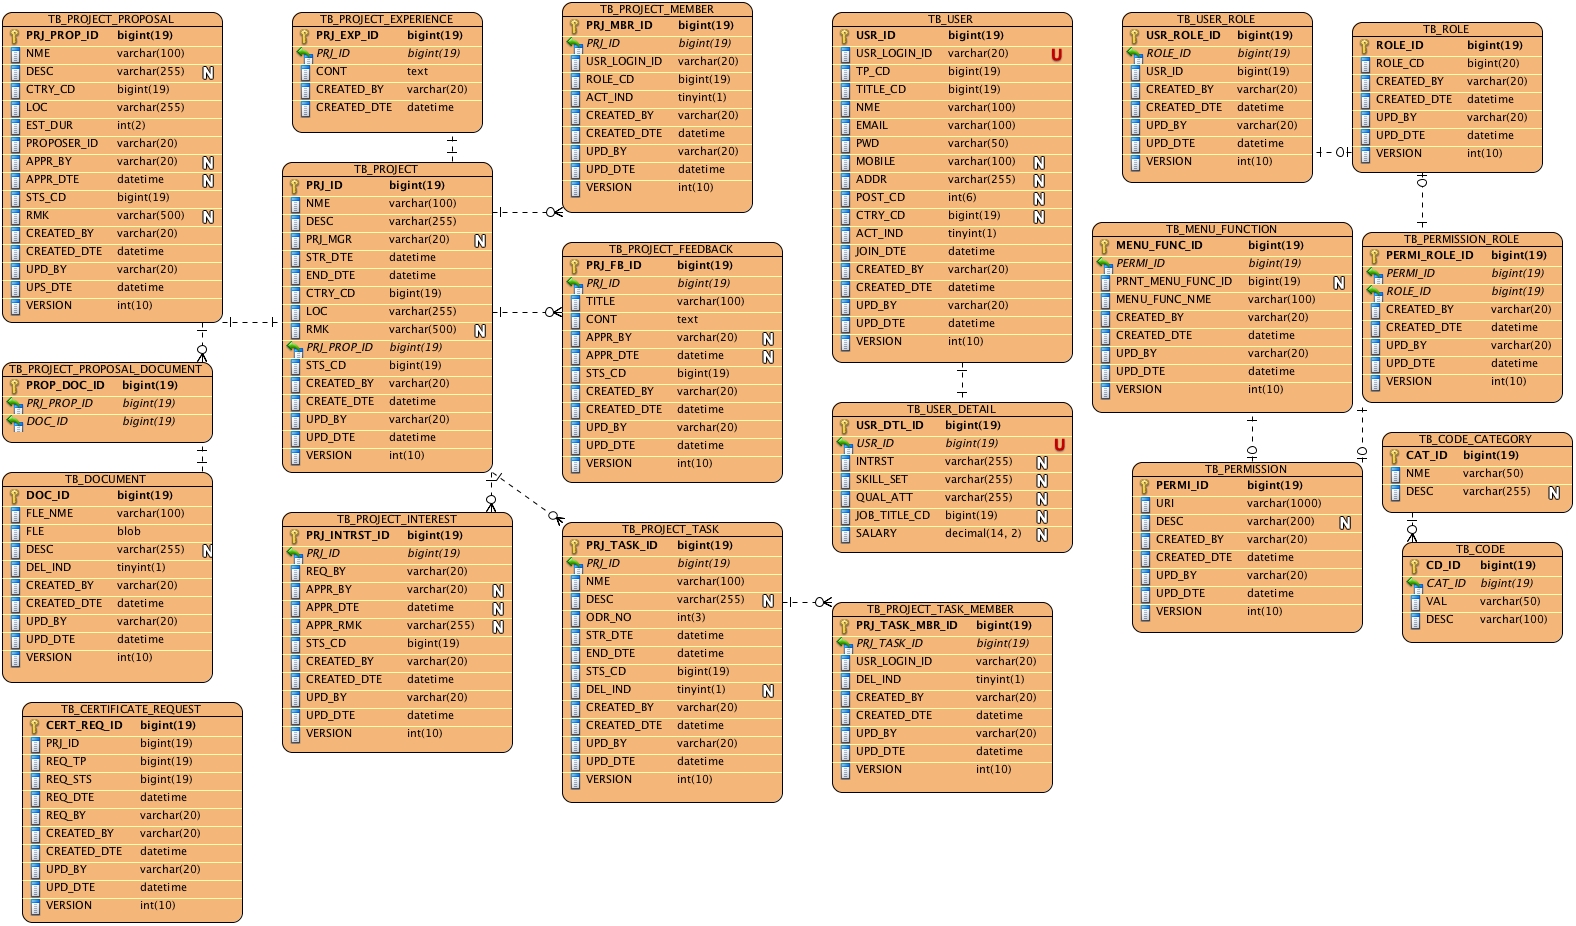 TB_PROJECT_PROPOSAL
PRJ_PROP_ID bigint(19)
NME varchar(100)
DESC varchar(255) N
CTRY_CD bigint(19)
LOC varchar(255)
EST_DUR int(2)
PROPOSER_ID varchar(20)
APPR_BY varchar(20) N
APPR_DTE datetime N
STS_CD bigint(19)
RMK varchar(500) N
CREATED_BY varchar(20)
CREATED_DTE datetime
UPD_BY varchar(20)
UPS_DTE datetime
VERSION int(10)
TB_PROJECT_PROPOSAL_DOCUMENT
PROP_DOC_ID bigint(19)
PRJ_PROP_ID bigint(19)
DOC_ID bigint(19)
TB_DOCUMENT
DOC_ID bigint(19)
FLE_NME varchar(100)
FLE blob
DESC varchar(255) N
DEL_IND tinyint(1)
CREATED_BY varchar(20)
CREATED_DTE datetime
UPD_BY varchar(20)
UPD_DTE datetime
VERSION int(10)
TB_CERTIFICATE_REQUEST
CERT_REQ_ID bigint(19)
PRJ_ID bigint(19)
REQ_TP bigint(19)
REQ_STS bigint(19)
REQ_DTE datetime
REQ_BY varchar(20)
CREATED_BY varchar(20)
CREATED_DTE datetime
UPD_BY varchar(20)
UPD_DTE datetime
VERSION int(10)
TB_PROJECT_EXPERIENCE
PRJ_EXP_ID bigint(19)
PRJ_ID bigint(19)
CONT text
CREATED_BY varchar(20)
CREATED_DTE datetime
TB_PROJECT
PRJ_ID bigint(19)
NME varchar(100)
DESC varchar(255)
PRJ_MGR varchar(20) N
STR_DTE datetime
END_DTE datetime
CTRY_CD bigint(19)
LOC varchar(255)
RMK varchar(500) N
PRJ_PROP_ID bigint(19)
STS_CD bigint(19)
CREATED_BY varchar(20)
CREATE_DTE datetime
UPD_BY varchar(20)
UPD_DTE datetime
VERSION int(10)
TB_PROJECT_INTEREST
PRJ_INTRST_ID bigint(19)
PRJ_ID bigint(19)
REQ_BY varchar(20)
APPR_BY varchar(20) N
APPR_DTE datetime N
APPR_RMK varchar(255) N
STS_CD bigint(19)
CREATED_BY varchar(20)
CREATED_DTE datetime
UPD_BY varchar(20)
UPD_DTE datetime
VERSION int(10)
TB_PROJECT_MEMBER
PRJ_MBR_ID bigint(19)
PRJ_ID bigint(19)
USR_LOGIN_ID varchar(20)
ROLE_CD bigint(19)
ACT_IND tinyint(1)
CREATED_BY varchar(20)
CREATED_DTE datetime
UPD_BY varchar(20)
UPD_DTE datetime
VERSION int(10)
TB_PROJECT_FEEDBACK
PRJ_FB_ID bigint(19)
PRJ_ID bigint(19)
TITLE varchar(100)
CONT text
APPR_BY varchar(20) N
APPR_DTE datetime N
STS_CD bigint(19)
CREATED_BY varchar(20)
CREATED_DTE datetime
UPD_BY varchar(20)
UPD_DTE datetime
VERSION int(10)
TB_PROJECT_TASK
PRJ_TASK_ID bigint(19)
PRJ_ID bigint(19)
NME varchar(100)
DESC varchar(255) N
ODR_NO int(3)
STR_DTE datetime
END_DTE datetime
STS_CD bigint(19)
DEL_IND tinyint(1) N
CREATED_BY varchar(20)
CREATED_DTE datetime
UPD_BY varchar(20)
UPD_DTE datetime
VERSION int(10)
TB_USER
USR_ID bigint(19)
USR_LOGIN_ID varchar(20) U
TP_CD bigint(19)
TITLE_CD bigint(19)
NME varchar(100)
EMAIL varchar(100)
PWD varchar(50)
MOBILE varchar(100) N
ADDR varchar(255) N
POST_CD int(6) N
CTRY_CD bigint(19) N
ACT_IND tinyint(1)
JOIN_DTE datetime
CREATED_BY varchar(20)
CREATED_DTE datetime
UPD_BY varchar(20)
UPD_DTE datetime
VERSION int(10)
TB_USER_DETAIL
USR_DTL_ID bigint(19)
USR_ID bigint(19) U
INTRST varchar(255) N
SKILL_SET varchar(255) N
QUAL_ATT varchar(255) N
JOB_TITLE_CD bigint(19) N
SALARY decimal(14, 2) N
TB_PROJECT_TASK_MEMBER
PRJ_TASK_MBR_ID bigint(19)
PRJ_TASK_ID bigint(19)
USR_LOGIN_ID varchar(20)
DEL_IND tinyint(1)
CREATED_BY varchar(20)
CREATED_DTE datetime
UPD_BY varchar(20)
UPD_DTE datetime
VERSION int(10)
TB_USER_ROLE
USR_ROLE_ID bigint(19)
ROLE_ID bigint(19)
USR_ID bigint(19)
CREATED_BY varchar(20)
CREATED_DTE datetime
UPD_BY varchar(20)
UPD_DTE datetime
VERSION int(10)
TB_ROLE
ROLE_ID bigint(19)
ROLE_CD bigint(20)
CREATED_BY varchar(20)
CREATED_DTE datetime
UPD_BY varchar(20)
UPD_DTE datetime
VERSION int(10)
TB_MENU_FUNCTION
MENU_FUNC_ID bigint(19)
PERMI_ID bigint(19)
PRNT_MENU_FUNC_ID bigint(19) N
MENU_FUNC_NME varchar(100)
CREATED_BY varchar(20)
CREATED_DTE datetime
UPD_BY varchar(20)
UPD_DTE datetime
VERSION int(10)
TB_PERMISSION_ROLE
PERMI_ROLE_ID bigint(19)
PERMI_ID bigint(19)
ROLE_ID bigint(19)
CREATED_BY varchar(20)
CREATED_DTE datetime
UPD_BY varchar(20)
UPD_DTE datetime
VERSION int(10)
TB_PERMISSION
PERMI_ID bigint(19)
URI varchar(1000)
DESC varchar(200) N
CREATED_BY varchar(20)
CREATED_DTE datetime
UPD_BY varchar(20)
UPD_DTE datetime
VERSION int(10)
TB_CODE_CATEGORY
CAT_ID bigint(19)
NME varchar(50)
DESC varchar(255) N
TB_CODE
CD_ID bigint(19)
CAT_ID bigint(19)
VAL varchar(50)
DESC varchar(100)